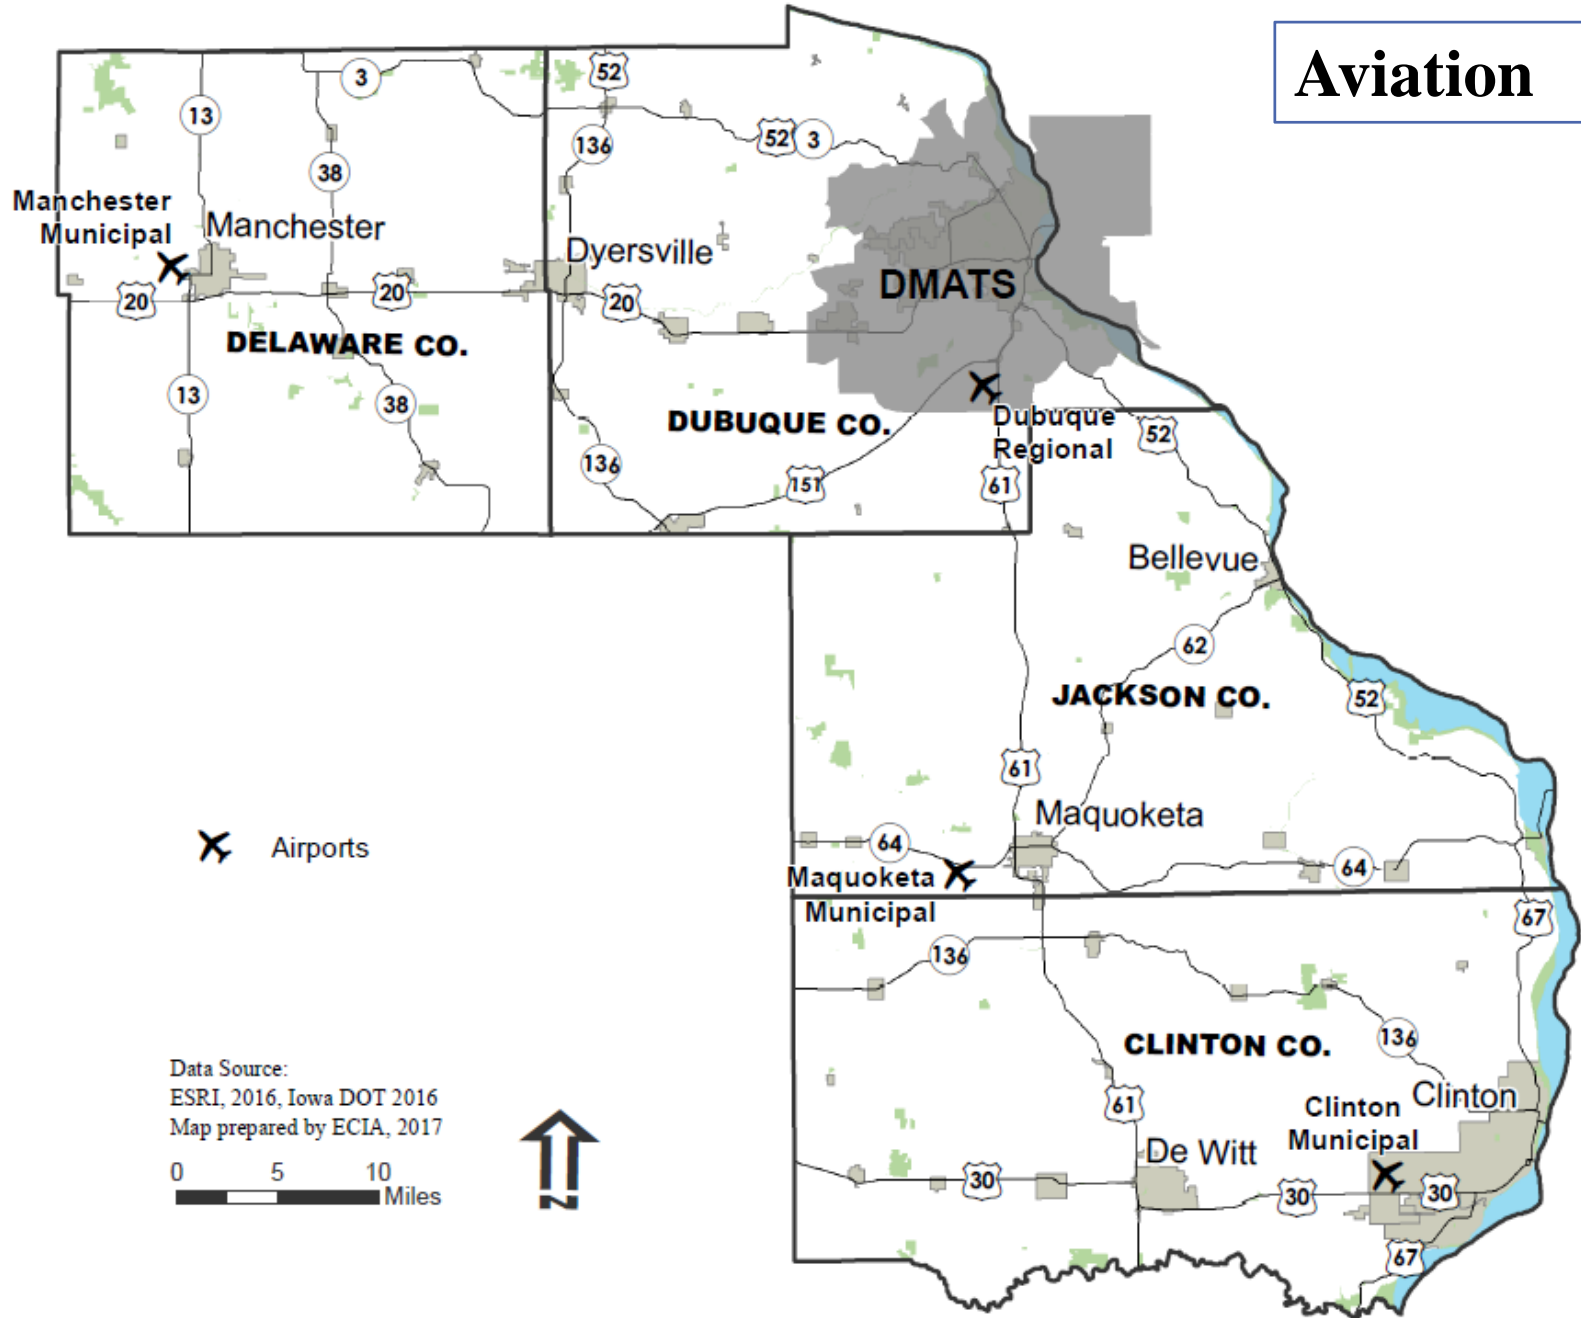 Aviation
52
3
13
136
52
3
38
Manchester
Municipal
Manchester
Dyersville
DMATS
20
20
20
DELAWARE CO.
13
38
DUBUQUE CO.
Dubuque
Regional
52
136
151
61
Bellevue
62
JACKSON CO.
52
61
Maquoketa
64
Airports
Maquoketa
Municipal
64
67
136
CLINTON CO.
136
Data Source:
ESRI, 2016, Iowa DOT 2016
Map prepared by ECIA, 2017
61
Clinton
Clinton
Municipal
De Witt
0 5 10
Miles
N
30
30
30
67